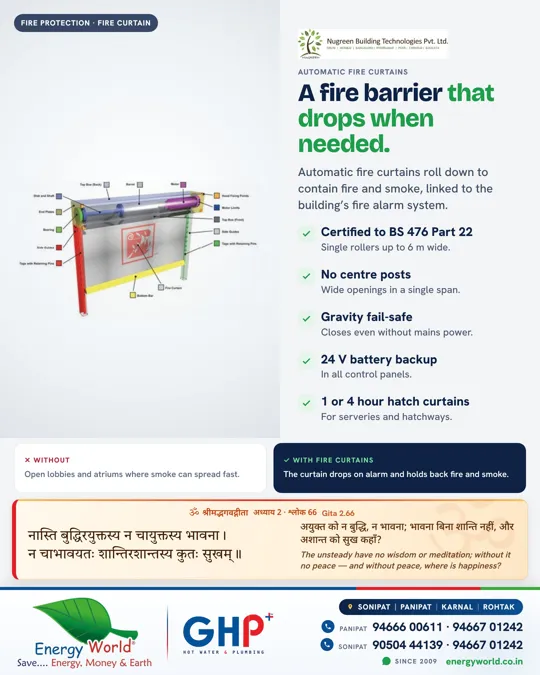 FIRE PROTECTION · FIRE CURTAIN
Nugreen Building Technologies Pvt. Ltd.
AUTOMATIC FIRE CURTAINS
A fire barrier that
drops when
needed.
Automatic fire curtains roll down to
contain fire and smoke, linked to the
building's fire alarm system.
✓ Certified to BS 476 Part 22
Single rollers up to 6 m wide.
✓ No centre posts
Wide openings in a single span.
✓ Gravity fail-safe
Closes even without mains power.
✓ 24 V battery backup
In all control panels.
✓ 1 or 4 hour hatch curtains
For serveries and hatchways.
Top Box (Back)
Barrel
Motor
End Plates
Bearing
Side Guides
Tags with Retaining Pins
Head Fixing Points
Motor Limits
Top Box (Front)
Side Guides
Tags with Retaining Pins
Fire Curtain
Bottom Bar
✕ WITHOUT
Open lobbies and atriums where smoke can spread fast.
✓ WITH FIRE CURTAINS
The curtain drops on alarm and holds back fire and smoke.
ॐ श्रीमद्भगवद्गीता अध्याय 2 · श्लोक 66 Gita 2.66
नास्ति बुद्धिरयुक्तस्य न चायुक्तस्य भावना।
न चाभावयतः शान्तिरशान्तस्य कुतः सुखम्॥
अयुक्त को न बुद्धि, न भावना; भावना बिना शान्ति नहीं, और
अशान्त को सुख कहाँ?
The unsteady have no wisdom or meditation; without it
no peace — and without peace, where is happiness?
Energy World
Save.... Energy, Money & Earth
GHP+
HOT WATER & PLUMBING
SONIPAT | PANIPAT | KARNAL | ROHTAK
PANIPAT 94666 00611 · 94667 01242
SONIPAT 90504 44139 · 94667 01242
SINCE 2009 energyworld.co.in